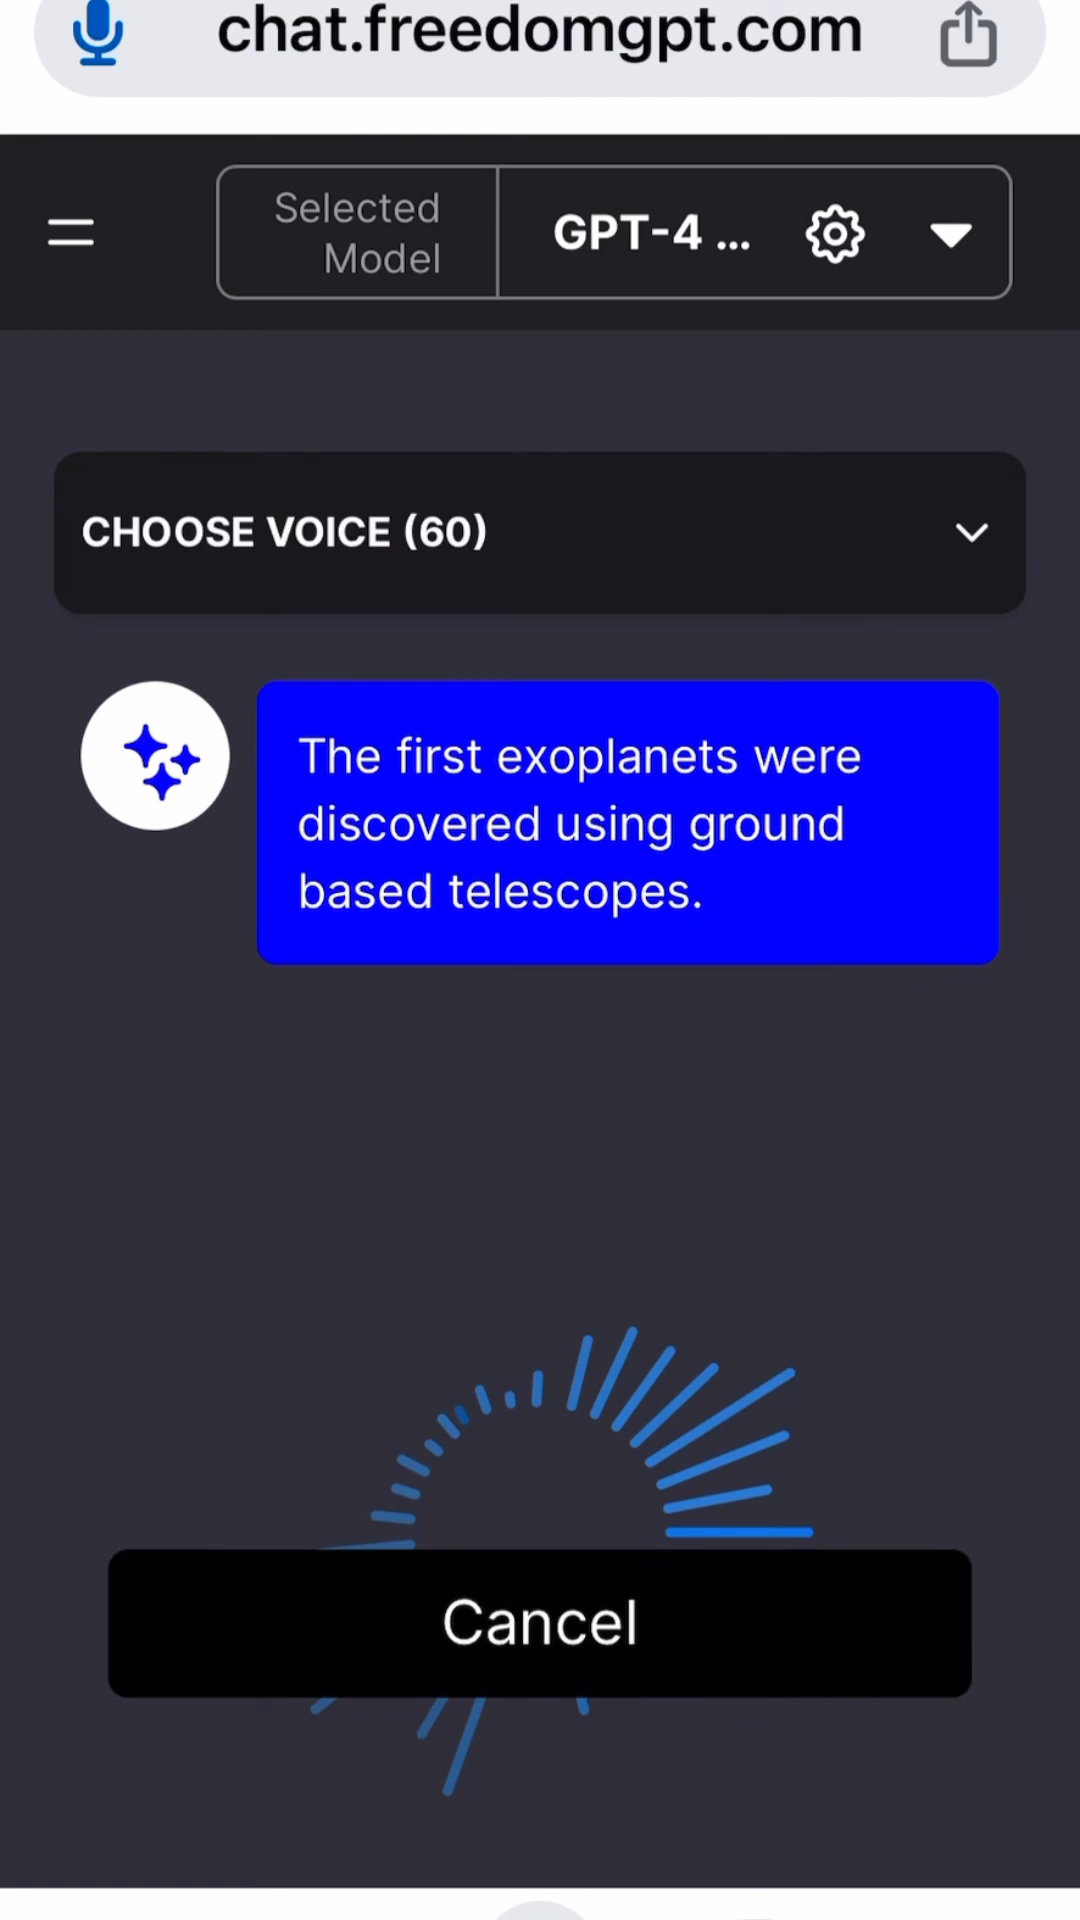 chat.freedomgpt.com
Selected
Model
GPT-4 ...
CHOOSE VOICE (60)
The first exoplanets were
discovered using ground
based telescopes.
Cancel